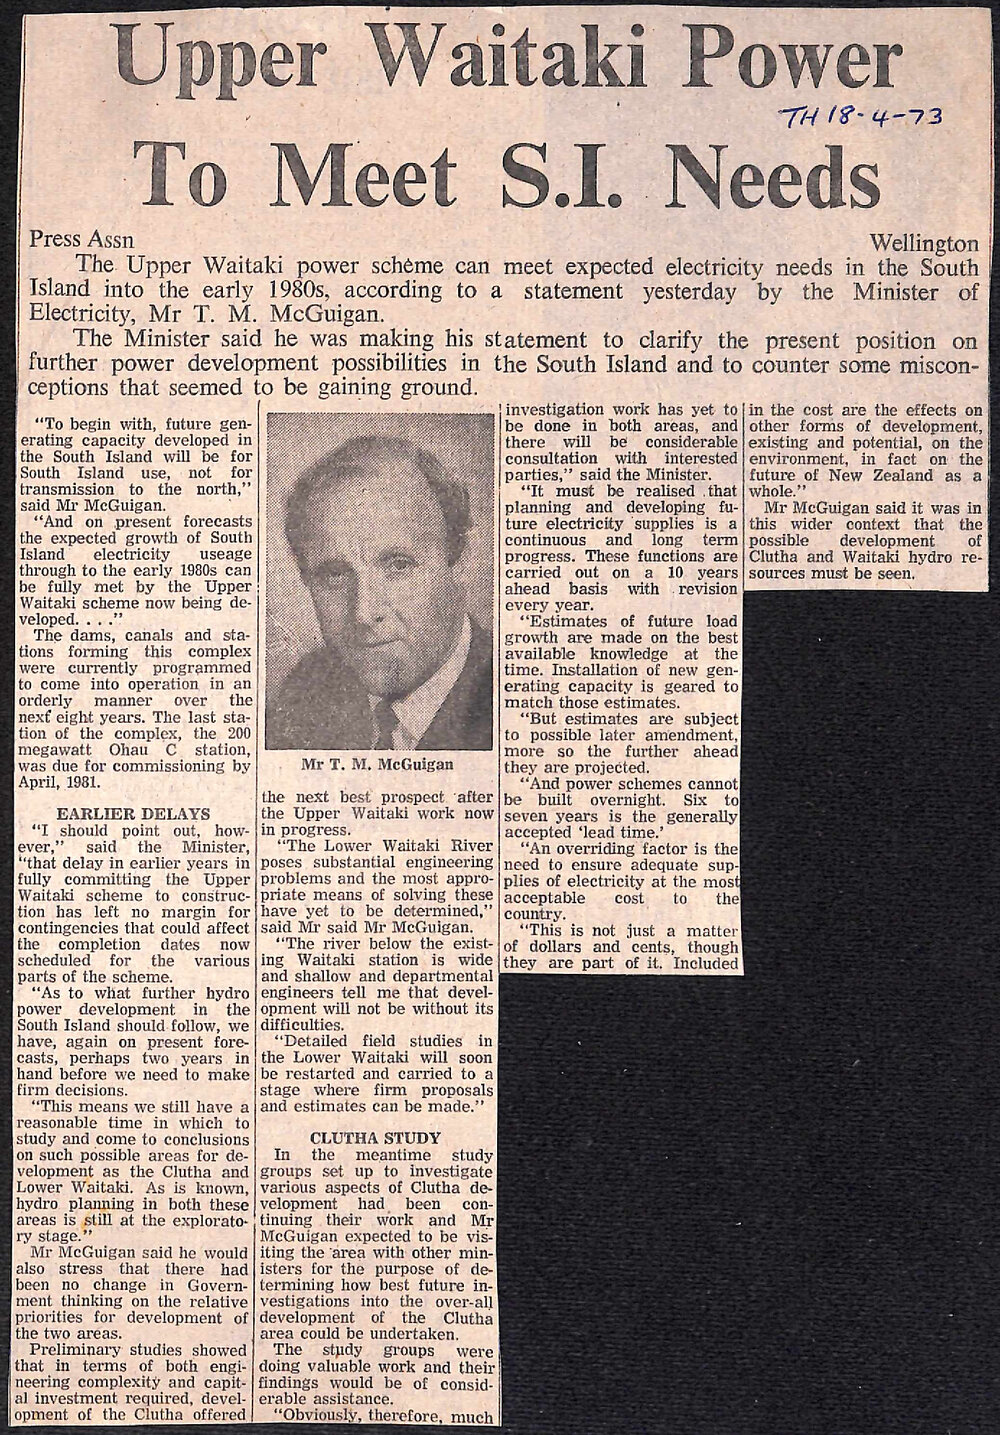 Upper Waitaki Power
TH 18-4-73
To Meet S.I. Needs
Press Assn Wellington
The Upper Waitaki power scheme can meet expected electricity needs in the South
Island into the early 1980s, according to a statement yesterday by the Minister of
Electricity, Mr T. M. McGuigan.
The Minister said he was making his statement to clarify the present position on
further power development possibilities in the South Island and to counter some miscon-
ceptions that seemed to be gaining ground.
"To begin with, future gen-
erating capacity developed in
the South Island will be for
South Island use, not for
transmission to the north,"
said Mr McGuigan.
"And on present forecasts
the expected growth of South
Island electricity useage
through to the early 1980s can
be fully met by the Upper
Waitaki scheme now being de-
veloped. . . ."
The dams, canals and sta-
tions forming this complex
were currently programmed
to come into operation in an
orderly manner over the
next eight years. The last sta-
tion of the complex, the 200
megawatt Ohau C station,
was due for commissioning by
April, 1981.
EARLIER DELAYS
"I should point out, how-
ever," said the Minister,
"that delay in earlier years in
fully committing the Upper
Waitaki scheme to construc-
tion has left no margin for
contingencies that could affect
the completion dates now
scheduled for the various
parts of the scheme.
"As to what further hydro
power development in the
South Island should follow, we
have, again on present fore-
casts, perhaps two years in
hand before we need to make
firm decisions.
"This means we still have a
reasonable time in which to
study and come to conclusions
on such possible areas for de-
velopment as the Clutha and
Lower Waitaki. As is known,
hydro planning in both these
areas is still at the explorato-
ry stage."
Mr McGuigan said he would
also stress that there had
been no change in Govern-
ment thinking on the relative
priorities for development of
the two areas.
Preliminary studies showed
that in terms of both engi-
neering complexity and capit-
al investment required, devel-
opment of the Clutha offered
Mr T. M. McGuigan
the next best prospect after
the Upper Waitaki work now
in progress.
"The Lower Waitaki River
poses substantial engineering
problems and the most appro-
priate means of solving these
have yet to be determined,"
said Mr said Mr McGuigan.
"The river below the exist-
ing Waitaki station is wide
and shallow and departmental
engineers tell me that devel-
opment will not be without its
difficulties.
"Detailed field studies in
the Lower Waitaki will soon
be restarted and carried to a
stage where firm proposals
and estimates can be made."
CLUTHA STUDY
In the meantime study
groups set up to investigate
various aspects of Clutha de-
velopment had been con-
tinuing their work and Mr
McGuigan expected to be vis-
iting the area with other min-
isters for the purpose of de-
termining how best future in-
vestigations into the over-all
development of the Clutha
area could be undertaken.
The study groups were
doing valuable work and their
findings would be of consid-
erable assistance.
"Obviously, therefore, much
investigation work has yet to
be done in both areas, and
there will be considerable
consultation with interested
parties," said the Minister.
"It must be realised that
planning and developing fu-
ture electricity supplies is a
continuous and long term
progress. These functions are
carried out on a 10 years
ahead basis with revision
every year.
"Estimates of future load
growth are made on the best
available knowledge at the
time. Installation of new gen-
erating capacity is geared to
match those estimates.
"But estimates are subject
to possible later amendment,
more so the further ahead
they are projected.
"And power schemes cannot
be built overnight. Six to
seven years is the generally
accepted 'lead time.'
"An overriding factor is the
need to ensure adequate sup-
plies of electricity at the most
acceptable cost to the
country.
"This is not just a matter
of dollars and cents, though
they are part of it. Included
in the cost are the effects on
other forms of development,
existing and potential, on the
environment, in fact on the
future of New Zealand as a
whole."
Mr McGuigan said it was in
this wider context that the
possible development of
Clutha and Waitaki hydro re-
sources must be seen.